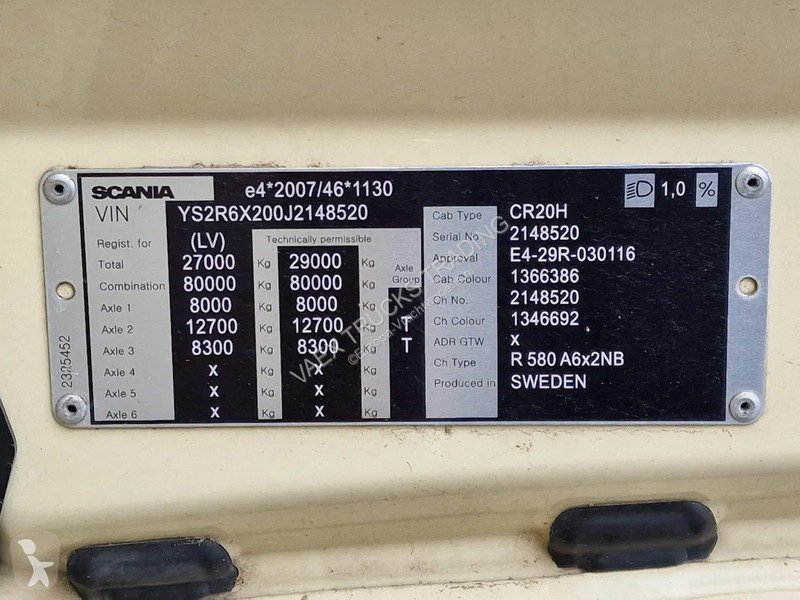 SCANIA e4*2007/46*1130 1,0 %
VIN YS2R6X200J2148520
Regist. for (LV) Technically permissible
Total 27000 Kg 29000 Kg Axle Group
Combination 80000 Kg 80000 Kg
Axle 1 8000 Kg 8000 Kg
Axle 2 12700 Kg 12700 Kg T
Axle 3 8300 Kg 8300 Kg T
Axle 4 x Kg x Kg
Axle 5 x Kg x Kg
Axle 6 x Kg x Kg
Cab Type CR20H
Serial No. 2148520
Approval E4-29R-030116
Cab Colour 1366386
Ch No. 2148520
Ch Colour 1346692
ADR GTW x
Ch Type R 580 A6x2NB
Produced in SWEDEN
2325452
VAEX TRUCKSTRADING